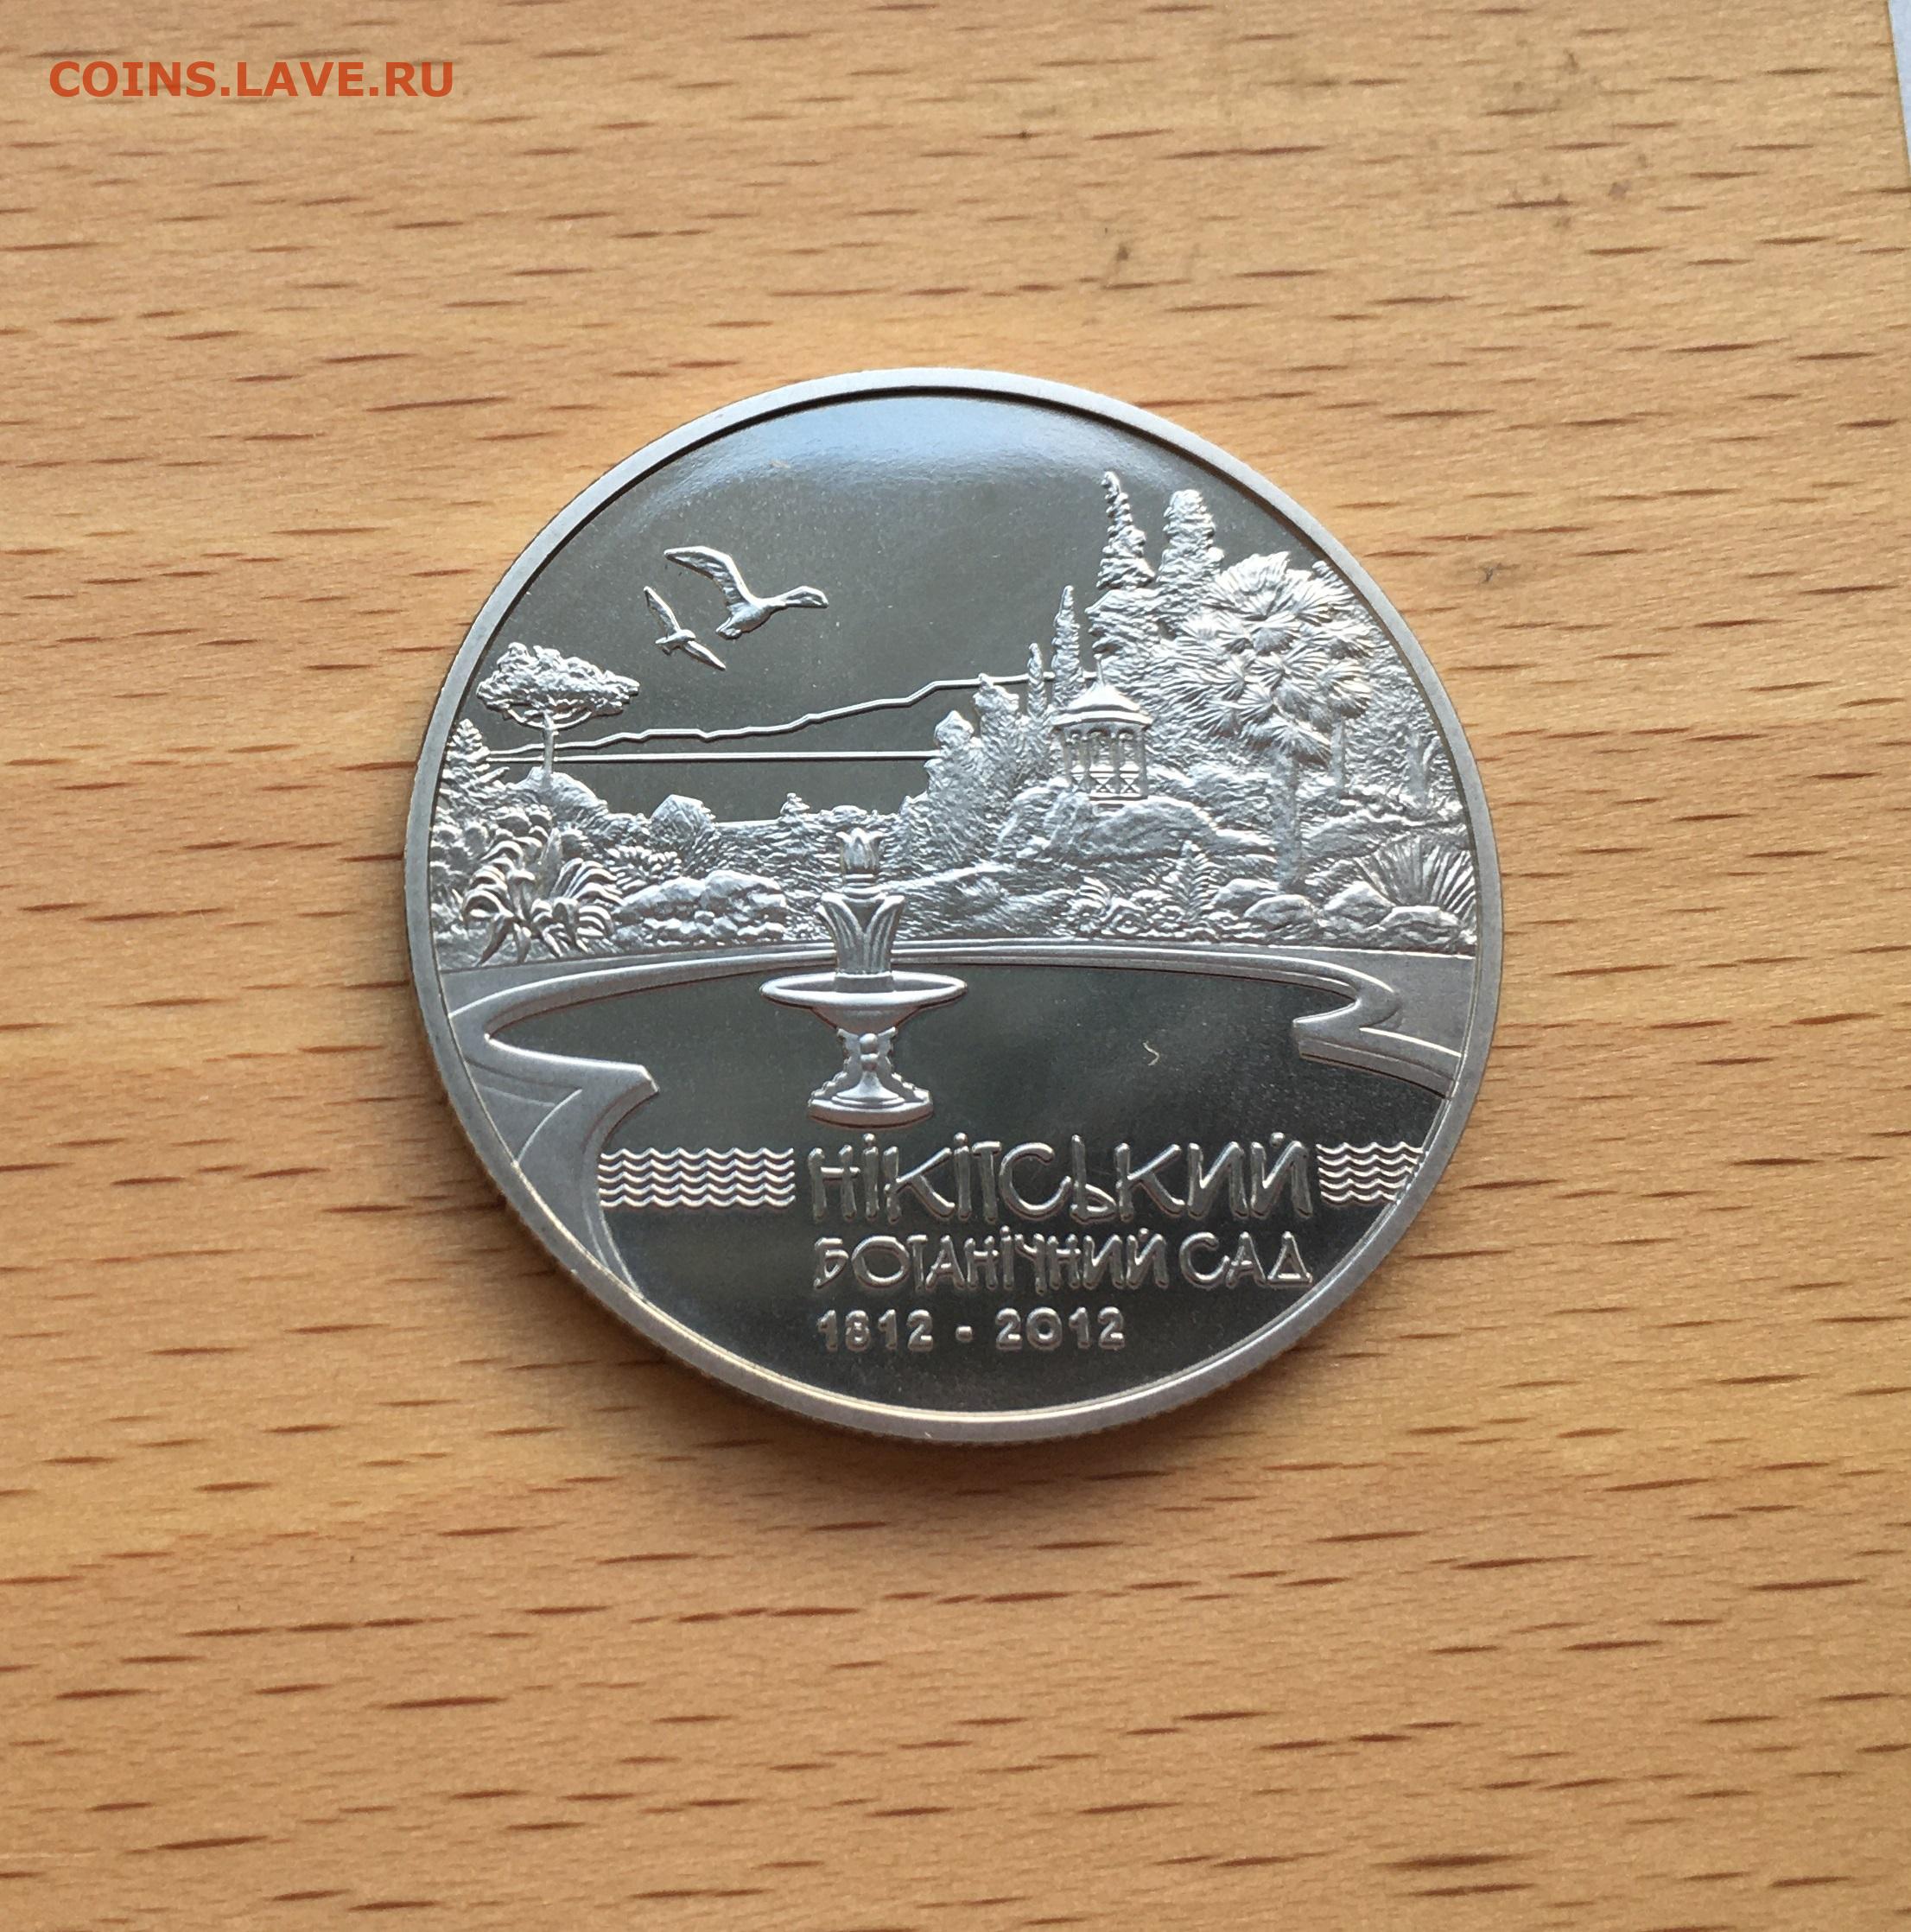 COINS.LAVE.RU
НІКІТСЬКИЙ
БОТАНІЧНИЙ САД
1812 - 2012